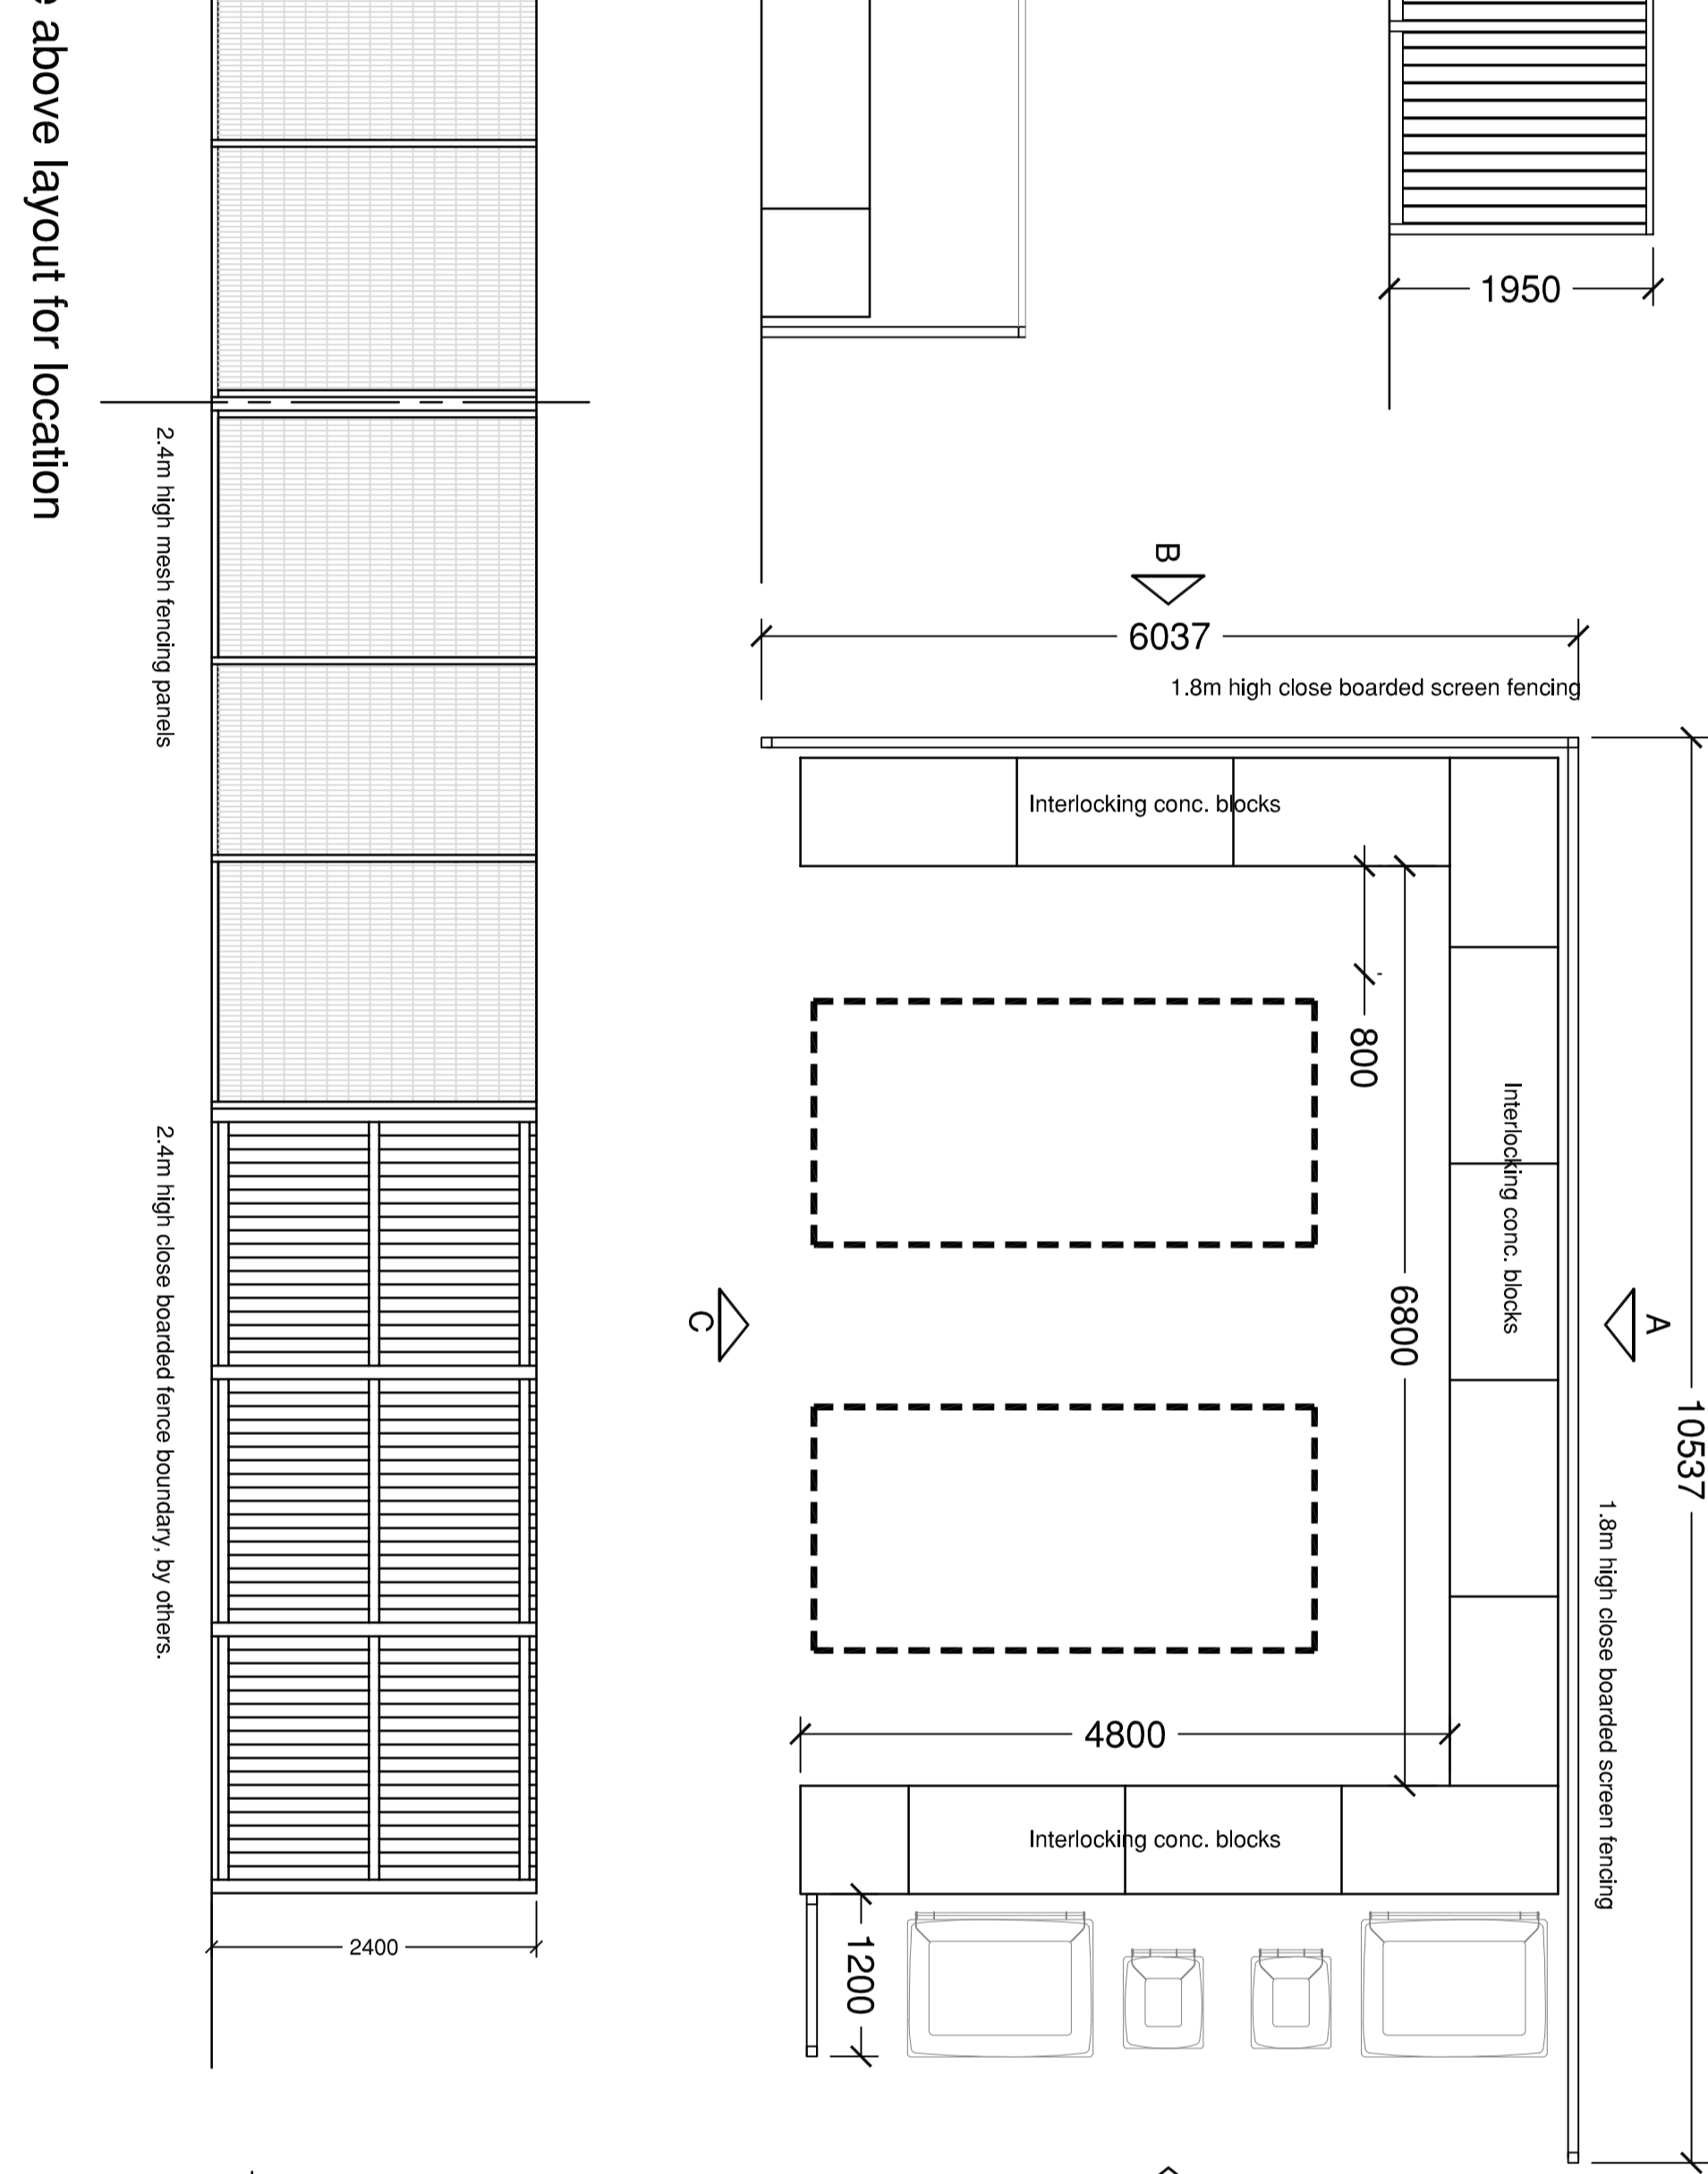 above layout for location
2.4m high mesh fencing panels
2.4m high close boarded fence boundary, by others.
2400
1950
B
6037
1.8m high close boarded screen fencing
Interlocking conc. blocks
800
6800
Interlocking conc. blocks
A
10537
1.8m high close boarded screen fencing
C
4800
Interlocking conc. blocks
1200